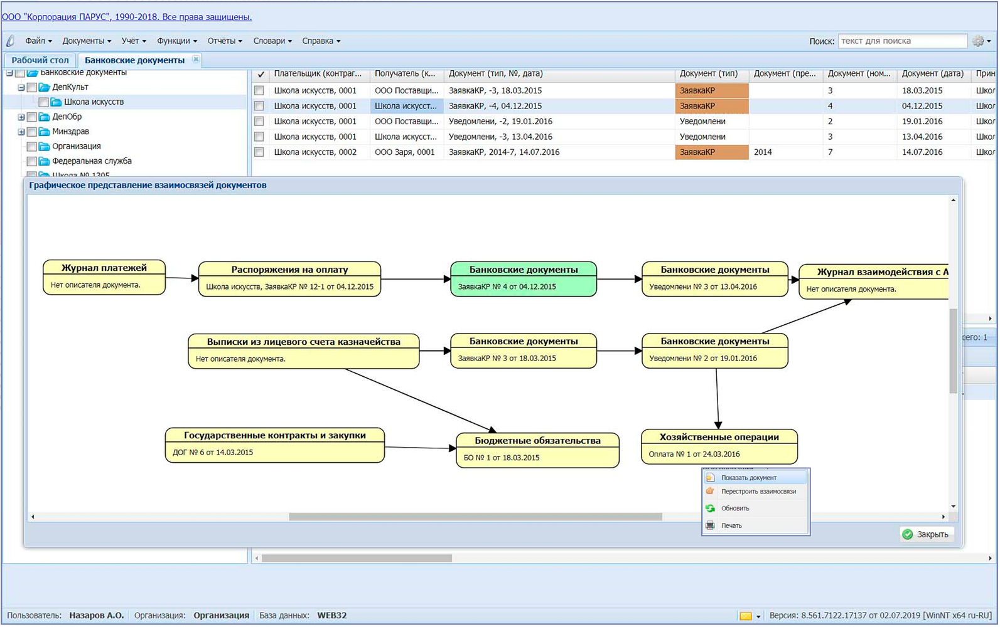 ООО "Корпорация ПАРУС", 1990-2018. Все права защищены.
Файл Документы Учёт Функции Отчёты Словари Справка Поиск: текст для поиска
Рабочий стол Банковские документы
Банковские документы
ДепКульт
Школа искусств
ДепОбр
Минздрав
Организация
Федеральная служба
Школа № 1305
Плательщик (контраг... Получатель (к... Документ (тип, №, дата) Документ (тип) Документ (пре... Документ (ном... Документ (дата) Прин
Школа искусств, 0001 ООО Поставщи... ЗаявкаКР, -3, 18.03.2015 ЗаявкаКР 3 18.03.2015 Школ
Школа искусств, 0001 Школа искусст... ЗаявкаКР, -4, 04.12.2015 ЗаявкаКР 4 04.12.2015 Школ
Школа искусств, 0001 ООО Поставщи... Уведомлени, -2, 19.01.2016 Уведомлени 2 19.01.2016 Школ
Школа искусств, 0001 Школа искусст... Уведомлени, -3, 13.04.2016 Уведомлени 3 13.04.2016 Школ
Школа искусств, 0002 ООО Заря, 0001 ЗаявкаКР, 2014-7, 14.07.2016 ЗаявкаКР 2014 7 14.07.2016 Школ
Графическое представление взаимосвязей документов
Журнал платежей
Нет описателя документа.
Распоряжения на оплату
Школа искусств, ЗаявкаКР № 12-1 от 04.12.2015
Банковские документы
ЗаявкаКР № 4 от 04.12.2015
Банковские документы
Уведомлени № 3 от 13.04.2016
Журнал взаимодействия с А
Нет описателя документа.
Выписки из лицевого счета казначейства
Нет описателя документа.
Банковские документы
ЗаявкаКР № 3 от 18.03.2015
Банковские документы
Уведомлени № 2 от 19.01.2016
сего: 1
Государственные контракты и закупки
ДОГ № 6 от 14.03.2015
Бюджетные обязательства
БО № 1 от 18.03.2015
Хозяйственные операции
Оплата № 1 от 24.03.2016
Показать документ
Перестроить взаимосвязи
Обновить
Печать
Закрыть
Пользователь: Назаров А.О. Организация: Организация База данных: WEB32 Версия: 8.561.7122.17137 от 02.07.2019 [WinNT x64 ru-RU]